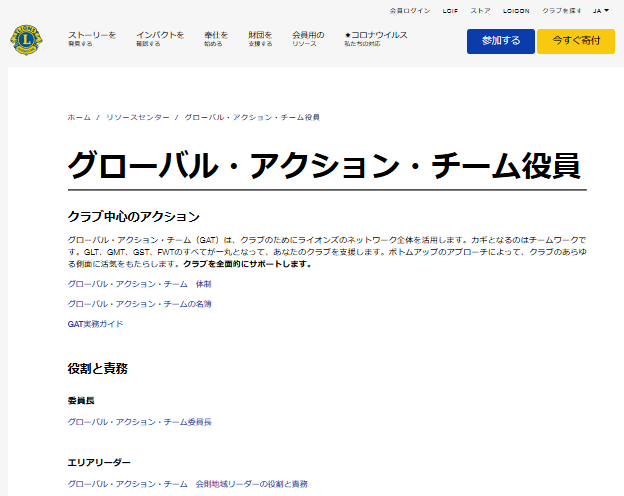 会員ログイン LCIF ストア LCICON クラブを探す JA
ストーリーを インパクトを 奉仕を 財団を 会員用の ✷コロナウイルス
発見する 確認する 始める 支援する リソース 私たちの対応
参加する 今すぐ寄付
ホーム / リソースセンター / グローバル・アクション・チーム役員
グローバル・アクション・チーム役員
クラブ中心のアクション
グローバル・アクション・チーム（GAT）は、クラブのためにライオンズのネットワーク全体を活用します。カギとなるのはチームワークで
す。GLT、GMT、GST、FWTのすべてが一丸となって、あなたのクラブを支援します。ボトムアップのアプローチによって、クラブのあらゆ
る側面に活気をもたらします。クラブを全面的にサポートします。
グローバル・アクション・チーム　体制
グローバル・アクション・チームの名簿
GAT実務ガイド
役割と責務
委員長
グローバル・アクション・チーム委員長
エリアリーダー
グローバル・アクション・チーム　会則地域リーダーの役割と責務